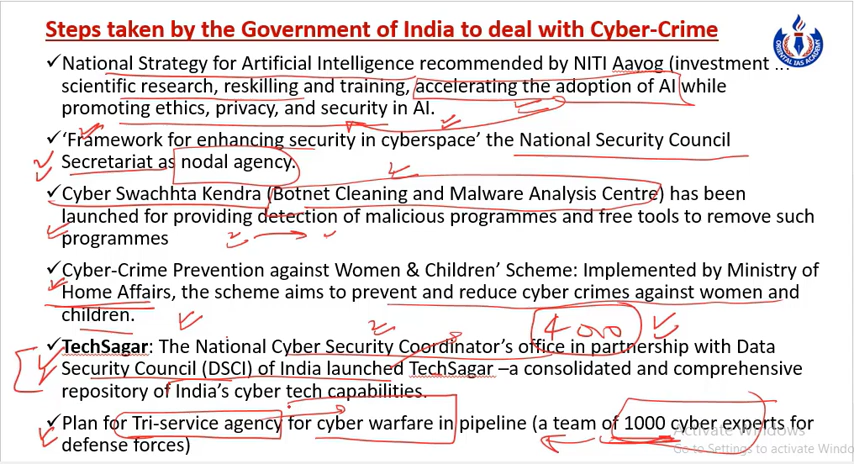 Steps taken by the Government of India to deal with Cyber-Crime
✓National Strategy for Artificial Intelligence recommended by NITI Aayog (investment in
scientific research, reskilling and training, accelerating the adoption of AI while
promoting ethics, privacy, and security in AI.
✓‘Framework for enhancing security in cyberspace’ the National Security Council
Secretariat as nodal agency.
✓Cyber Swachhta Kendra (Botnet Cleaning and Malware Analysis Centre) has been
launched for providing detection of malicious programmes and free tools to remove such
programmes
✓Cyber-Crime Prevention against Women & Children’ Scheme: Implemented by Ministry of
Home Affairs, the scheme aims to prevent and reduce cyber crimes against women and
children.
✓TechSagar: The National Cyber Security Coordinator’s office in partnership with Data
Security Council (DSCI) of India launched TechSagar –a consolidated and comprehensive
repository of India’s cyber tech capabilities.
✓Plan for Tri-service agency for cyber warfare in pipeline (a team of 1000 cyber experts for
defense forces)
ORIENTAL IAS ACADEMY
4000
Activate Windows
Go to Settings to activate Windo